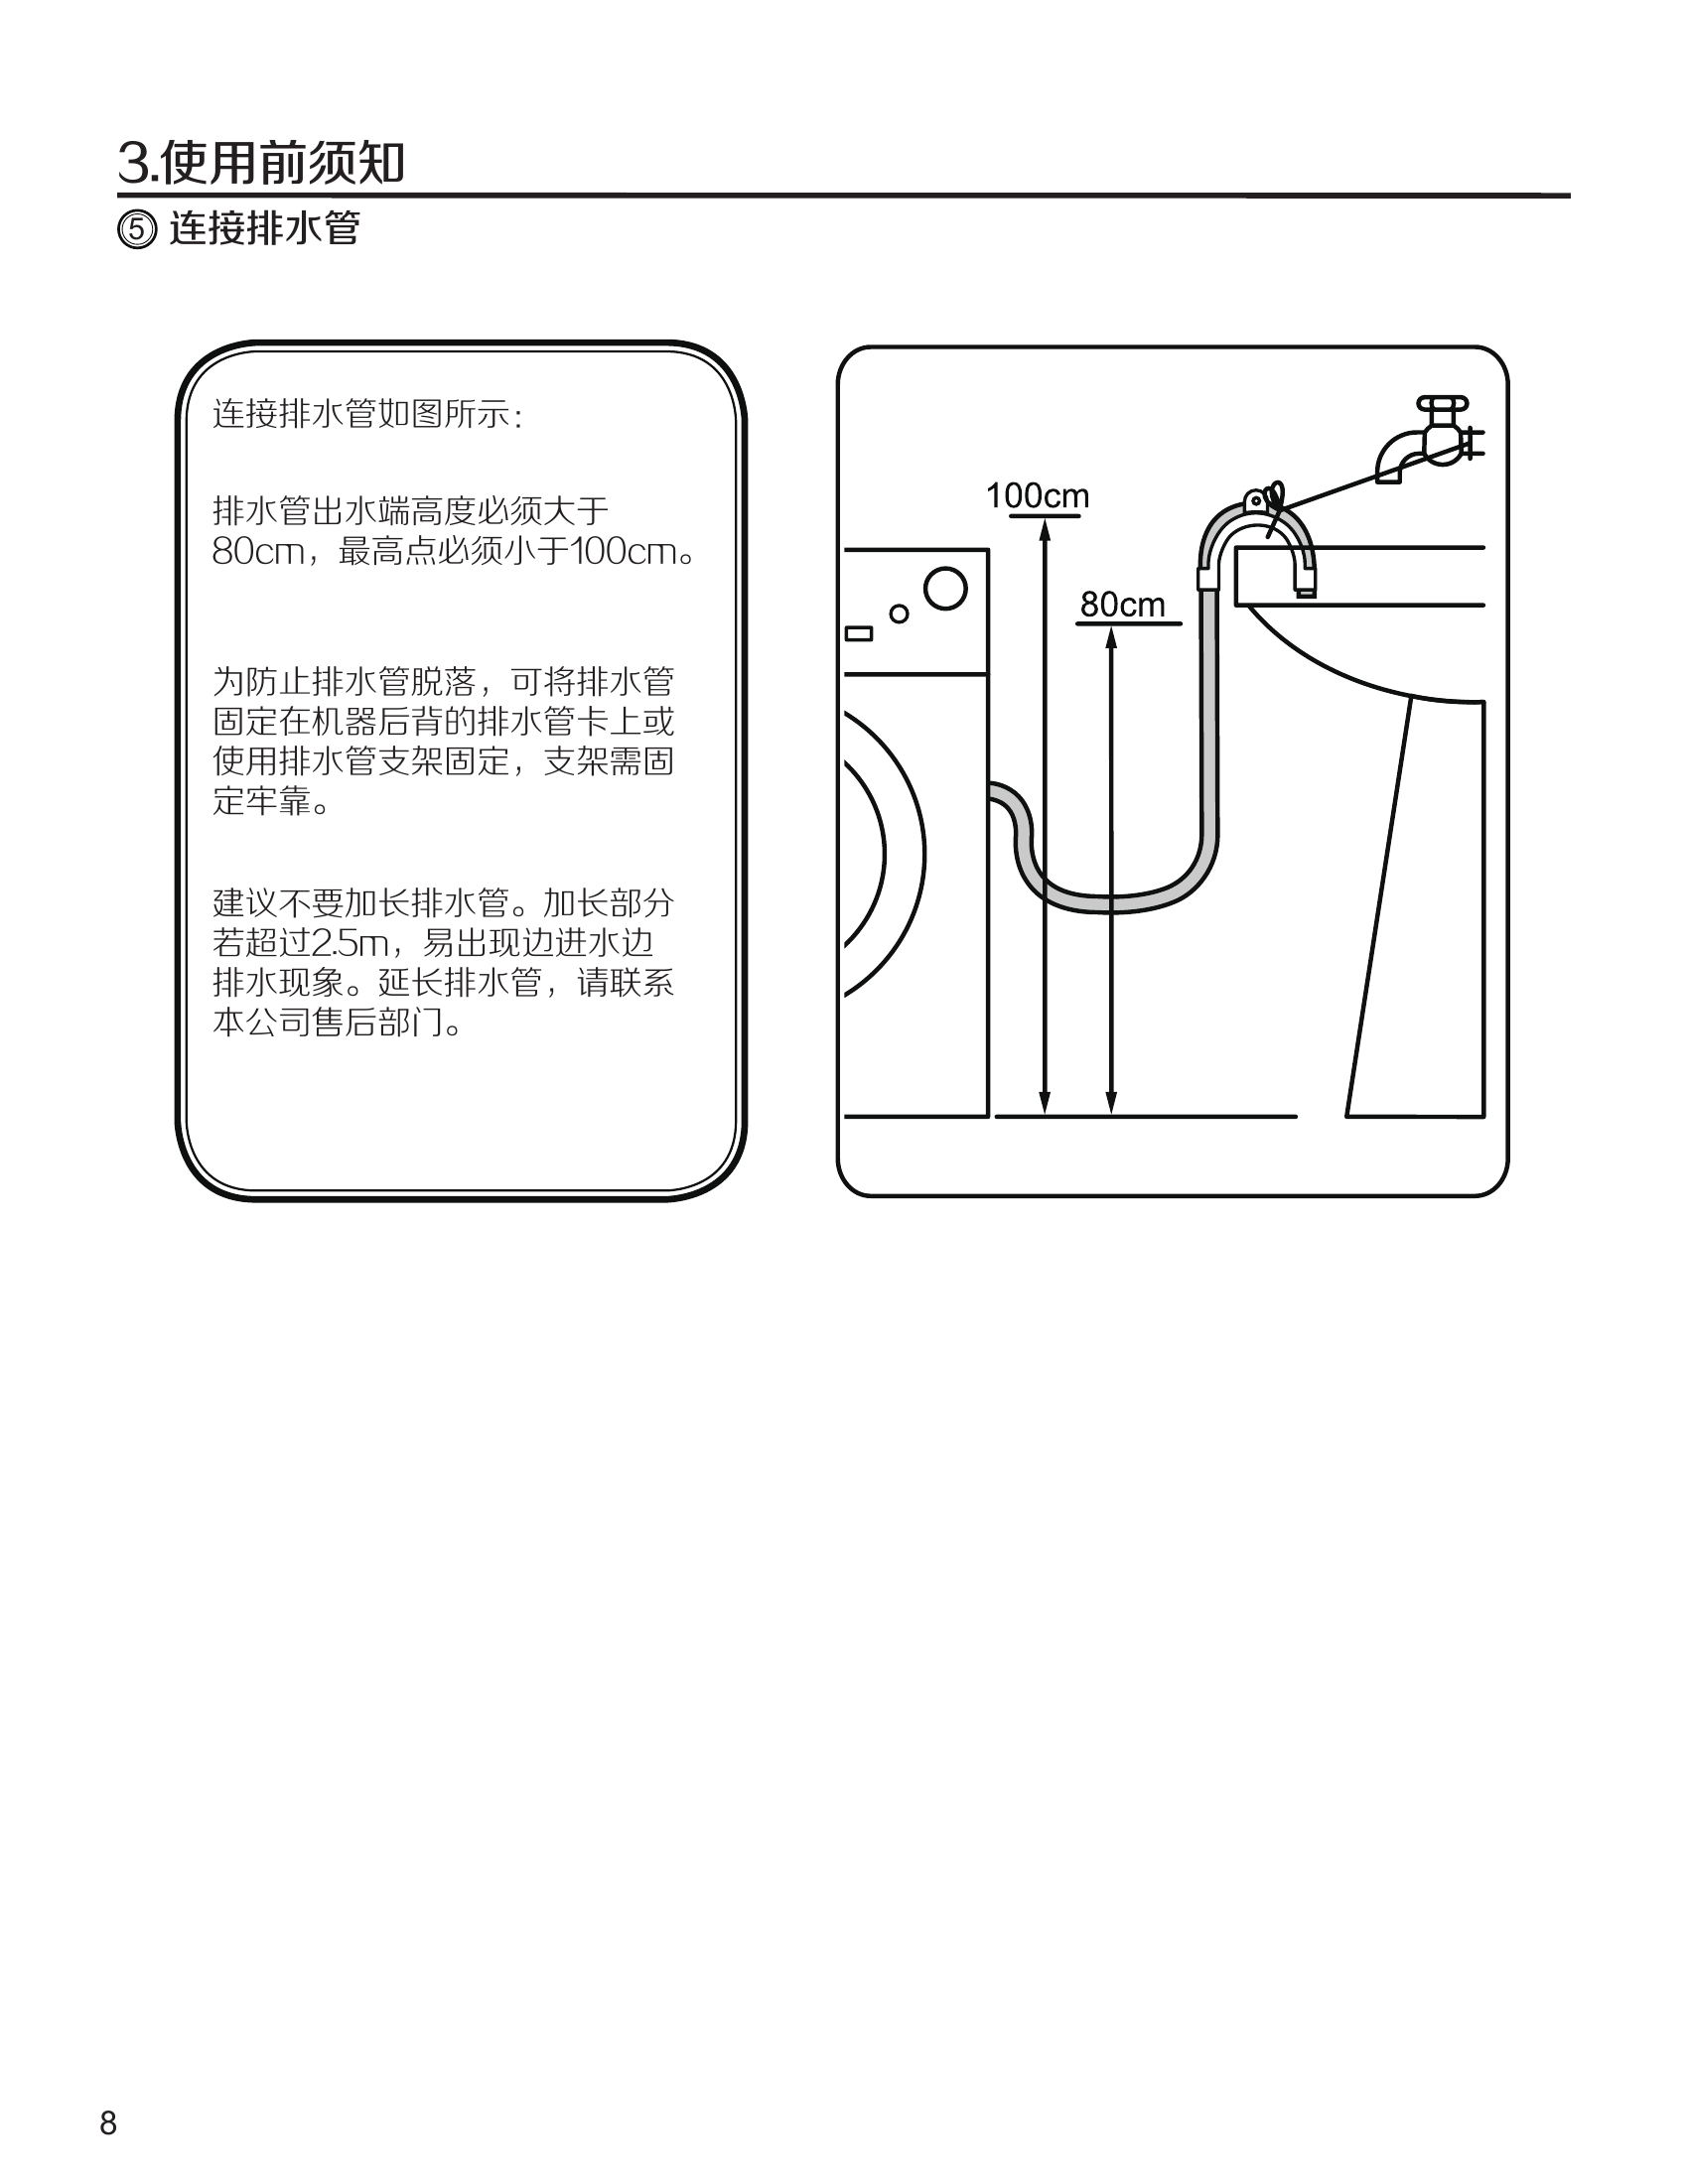 3.使用前须知
⑤ 连接排水管
连接排水管如图所示：
排水管出水端高度必须大于
80cm，最高点必须小于100cm。
为防止排水管脱落，可将排水管
固定在机器后背的排水管卡上或
使用排水管支架固定，支架需固
定牢靠。
建议不要加长排水管。加长部分
若超过2.5m，易出现边进水边
排水现象。延长排水管，请联系
本公司售后部门。
100cm
80cm
8